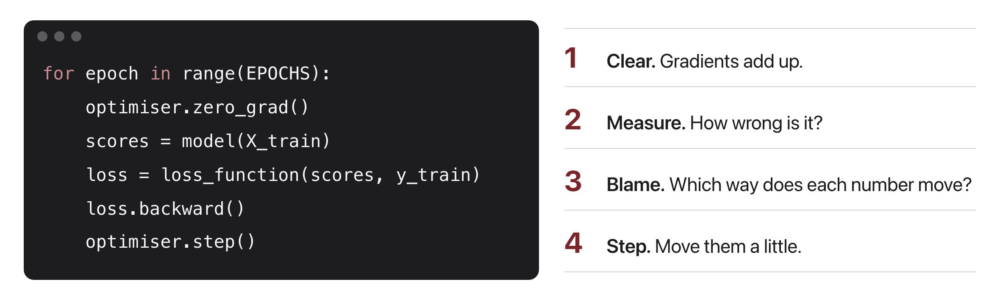 for epoch in range(EPOCHS):
    optimiser.zero_grad()
    scores = model(X_train)
    loss = loss_function(scores, y_train)
    loss.backward()
    optimiser.step()
1 Clear. Gradients add up.
2 Measure. How wrong is it?
3 Blame. Which way does each number move?
4 Step. Move them a little.